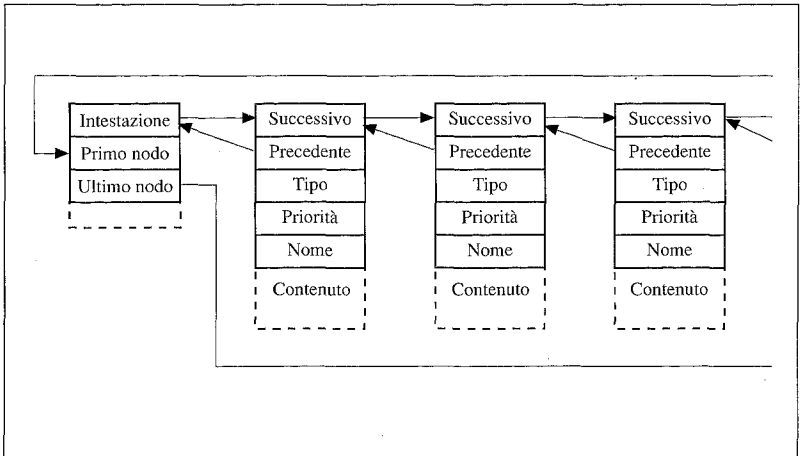 Intestazione
Primo nodo
Ultimo nodo
Successivo
Precedente
Tipo
Priorità
Nome
Contenuto
Successivo
Precedente
Tipo
Priorità
Nome
Contenuto
Successivo
Precedente
Tipo
Priorità
Nome
Contenuto